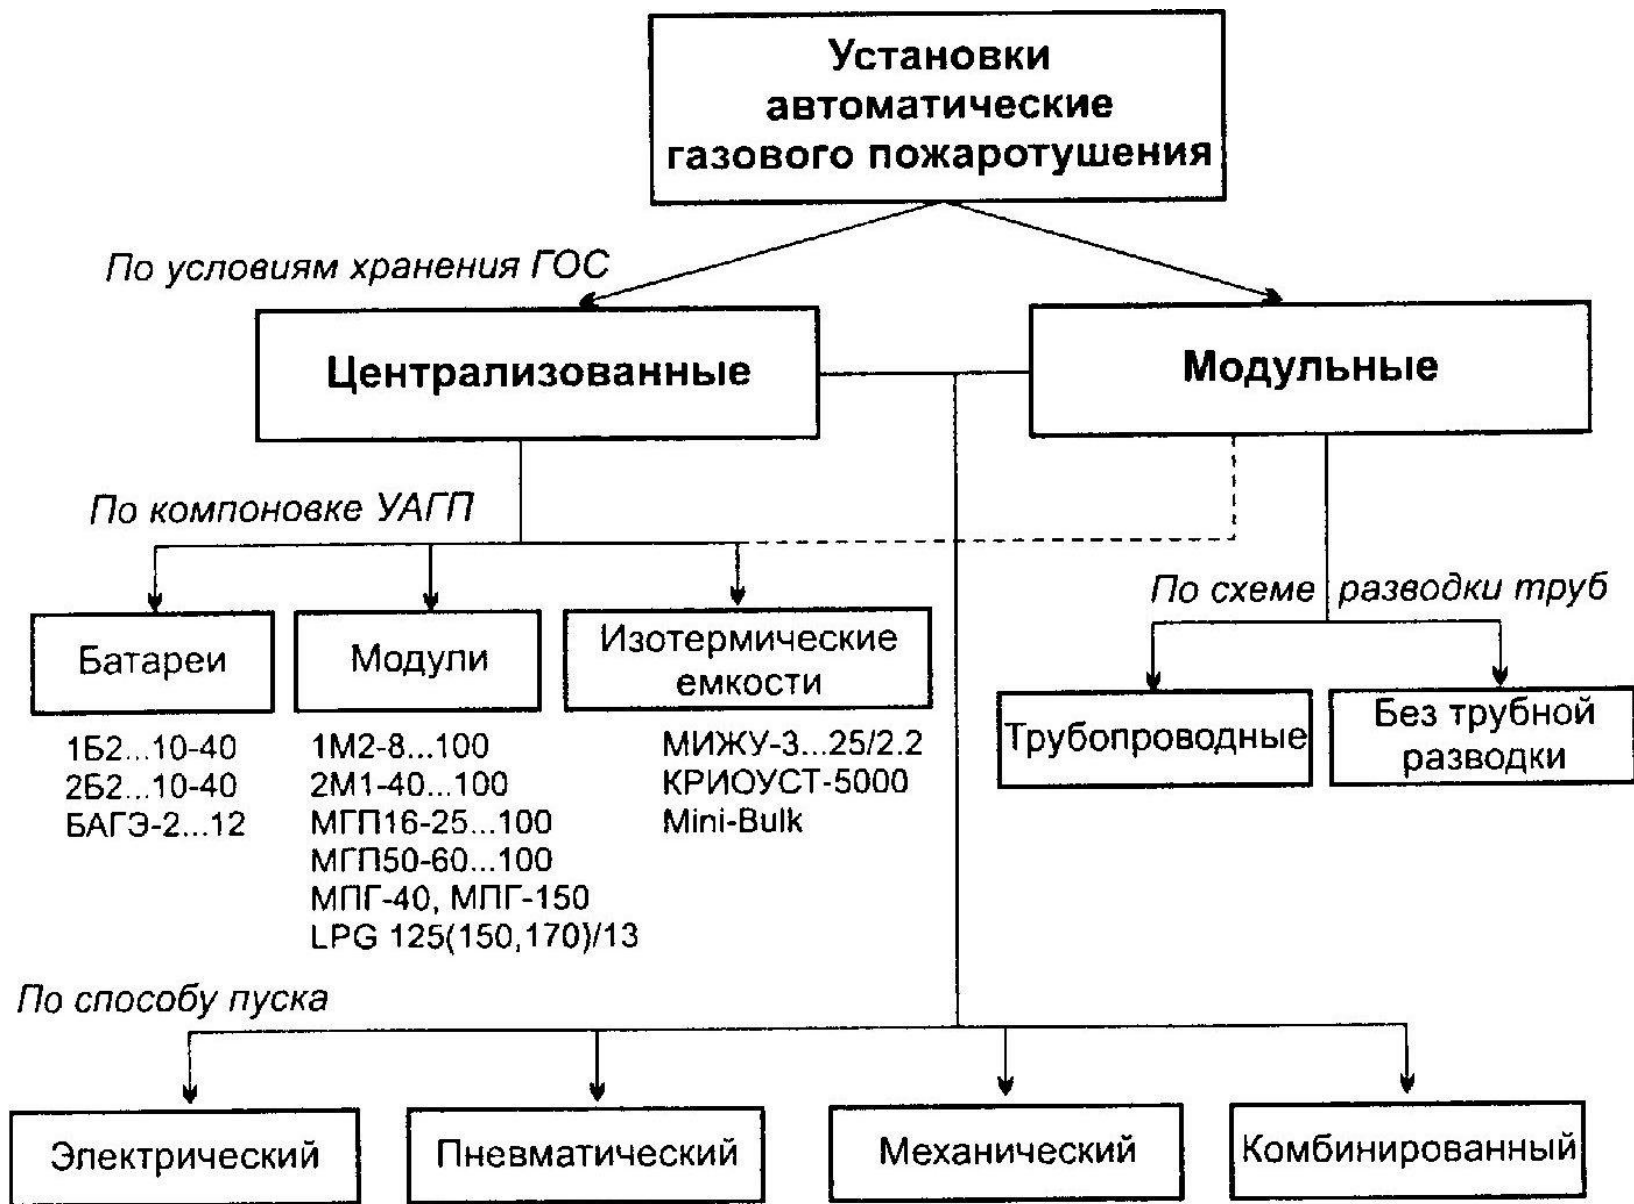 Установки
автоматические
газового пожаротушения
По условиям хранения ГОС
Централизованные
Модульные
По компоновке УАГП
По схеме разводки труб
Батареи
Модули
Изотермические
емкости
Трубопроводные
Без трубной
разводки
1Б2...10-40
2Б2...10-40
БАГЭ-2...12
1М2-8...100
2М1-40...100
МГП16-25...100
МГП50-60...100
МПГ-40, МПГ-150
LPG 125(150,170)/13
МИЖУ-3...25/2.2
КРИОУСТ-5000
Mini-Bulk
По способу пуска
Электрический
Пневматический
Механический
Комбинированный